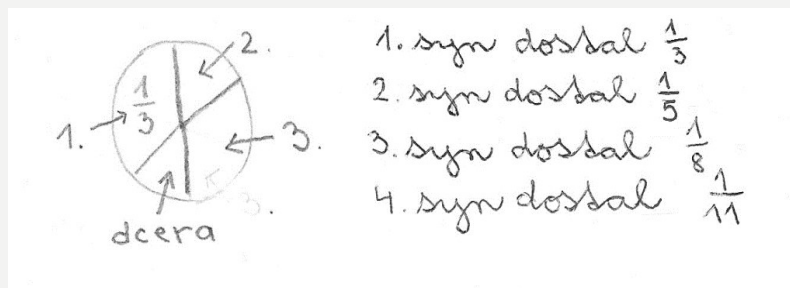 2.
1/3
1.
3.
3.
dcera
1. syn dostal 1/3
2. syn dostal 1/5
3. syn dostal 1/8
4. syn dostal 1/11